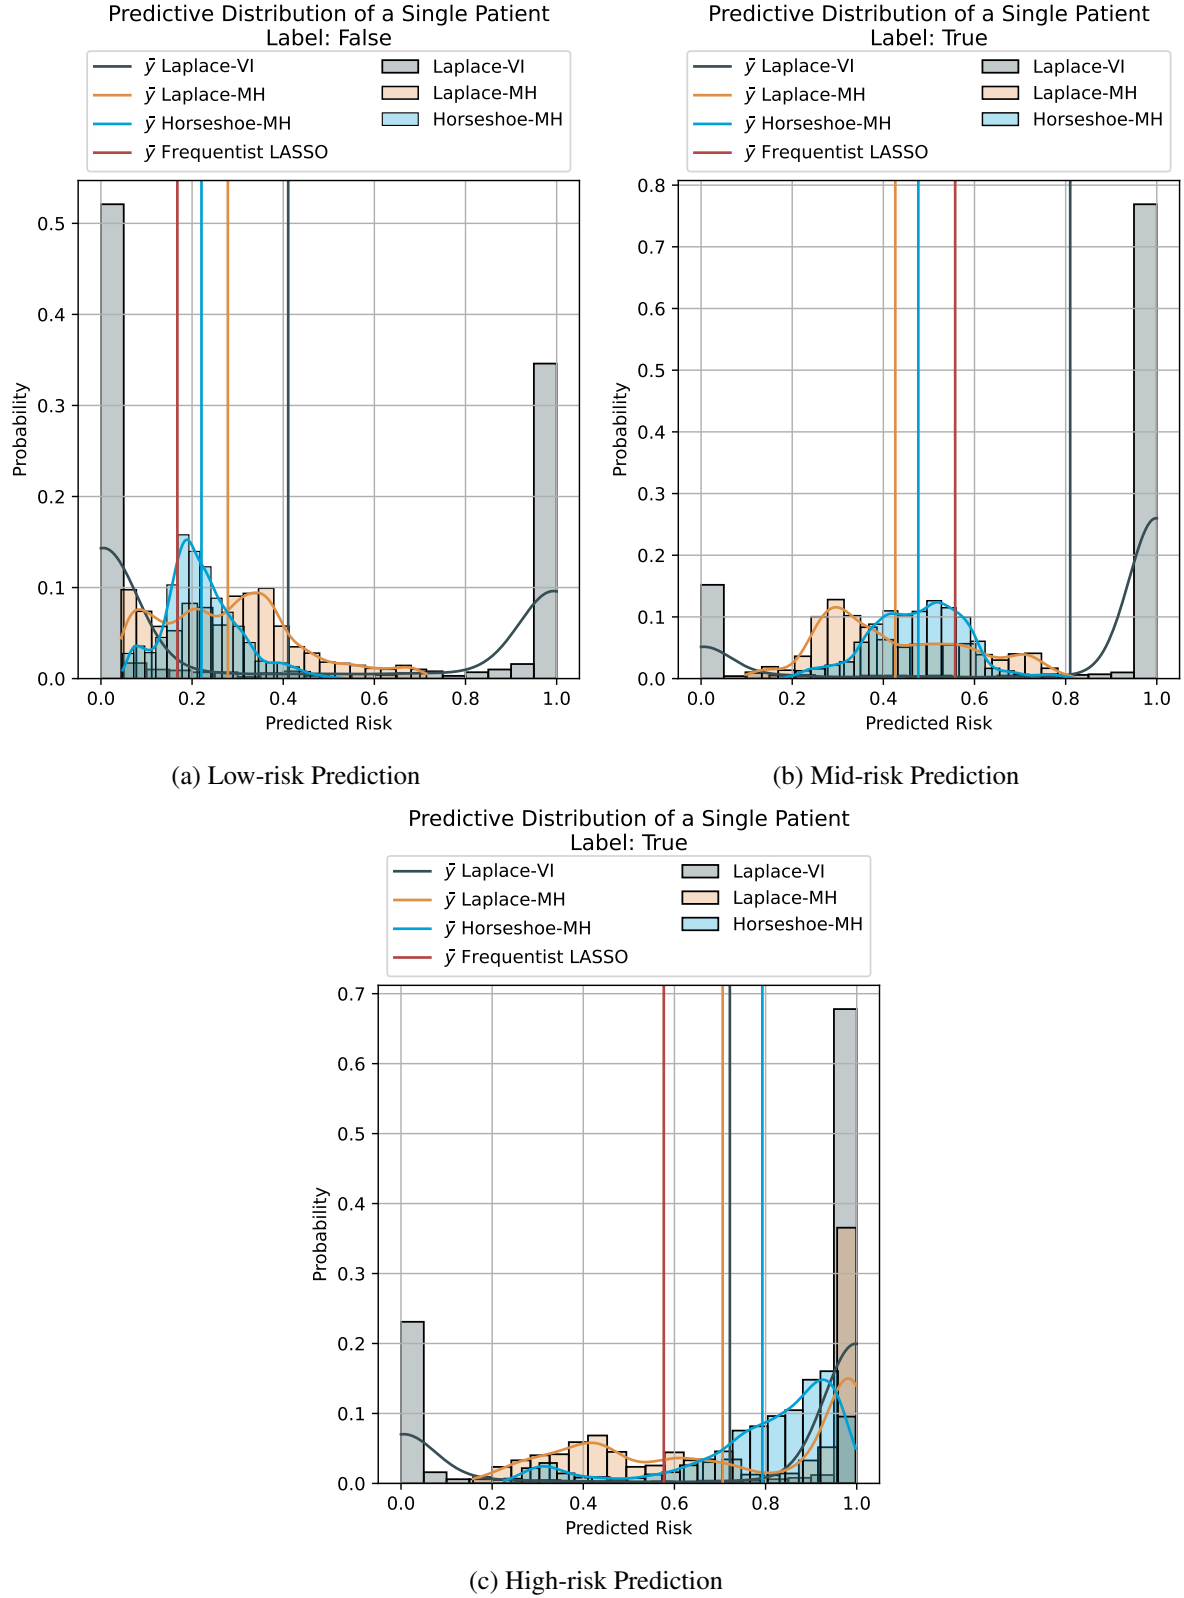 Predictive Distribution of a Single Patient
Label: False
ȳ Laplace-VI
ȳ Laplace-MH
ȳ Horseshoe-MH
ȳ Frequentist LASSO
Laplace-VI
Laplace-MH
Horseshoe-MH
Probability
0.5
0.4
0.3
0.2
0.1
0.0
0.0 0.2 0.4 0.6 0.8 1.0
Predicted Risk
(a) Low-risk Prediction
Predictive Distribution of a Single Patient
Label: True
ȳ Laplace-VI
ȳ Laplace-MH
ȳ Horseshoe-MH
ȳ Frequentist LASSO
Laplace-VI
Laplace-MH
Horseshoe-MH
Probability
0.8
0.7
0.6
0.5
0.4
0.3
0.2
0.1
0.0
0.0 0.2 0.4 0.6 0.8 1.0
Predicted Risk
(b) Mid-risk Prediction
Predictive Distribution of a Single Patient
Label: True
ȳ Laplace-VI
ȳ Laplace-MH
ȳ Horseshoe-MH
ȳ Frequentist LASSO
Laplace-VI
Laplace-MH
Horseshoe-MH
Probability
0.7
0.6
0.5
0.4
0.3
0.2
0.1
0.0
0.0 0.2 0.4 0.6 0.8 1.0
Predicted Risk
(c) High-risk Prediction